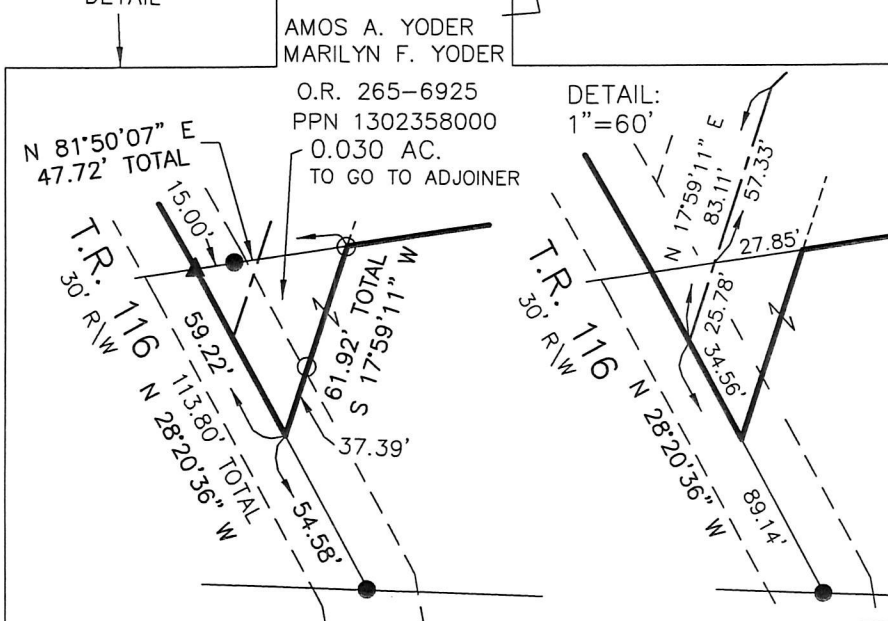 DETAIL
AMOS A. YODER
MARILYN F. YODER
O.R. 265-6925
PPN 1302358000
0.030 AC.
TO GO TO ADJOINER
N 81°50'07" E
47.72' TOTAL
15.00'
T.R. 116
30' R\W
59.22'
113.80' TOTAL
N 28°20'36" W
54.58'
61.92' TOTAL
S 17°59'11" W
37.39'
DETAIL:
1"=60'
N 17°59'11" E
83.11'
57.33'
27.85'
25.78'
34.56'
T.R. 116
30' R\W
N 28°20'36" W
89.14'